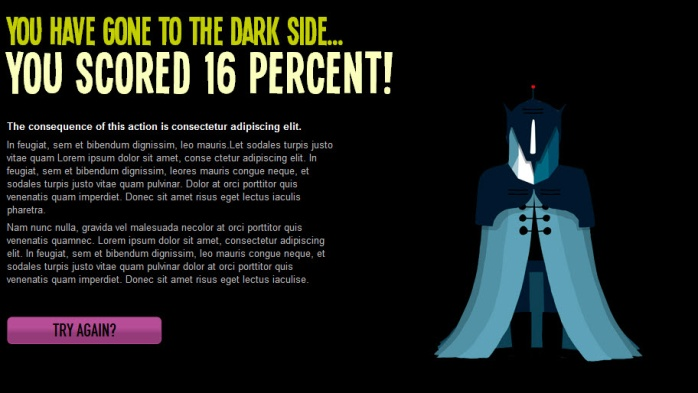 YOU HAVE GONE TO THE DARK SIDE...
YOU SCORED 16 PERCENT!
The consequence of this action is consectetur adipiscing elit.
In feugiat, sem et bibendum dignissim, leo mauris.Let sodales turpis justo
vitae quam Lorem ipsum dolor sit amet, conse ctetur adipiscing elit. In
feugiat, sem et bibendum dignissim, leores mauris congue neque, et
sodales turpis justo vitae quam pulvinar. Dolor at orci porttitor quis
venenatis quam imperdiet. Donec sit amet risus eget lectus iaculis
pharetra.
Nam nunc nulla, gravida vel malesuada necolor at orci porttitor quis
venenatis quamnec. Lorem ipsum dolor sit amet, consectetur adipiscing
elit. In feugiat, sem et bibendum dignissim, leo mauris congue neque, et
sodales turpis justo vitae quam pulvinar dolor at orci porttitor quis
venenatis quam imperdiet. Donec sit amet risus eget lectus iaculise.
TRY AGAIN?